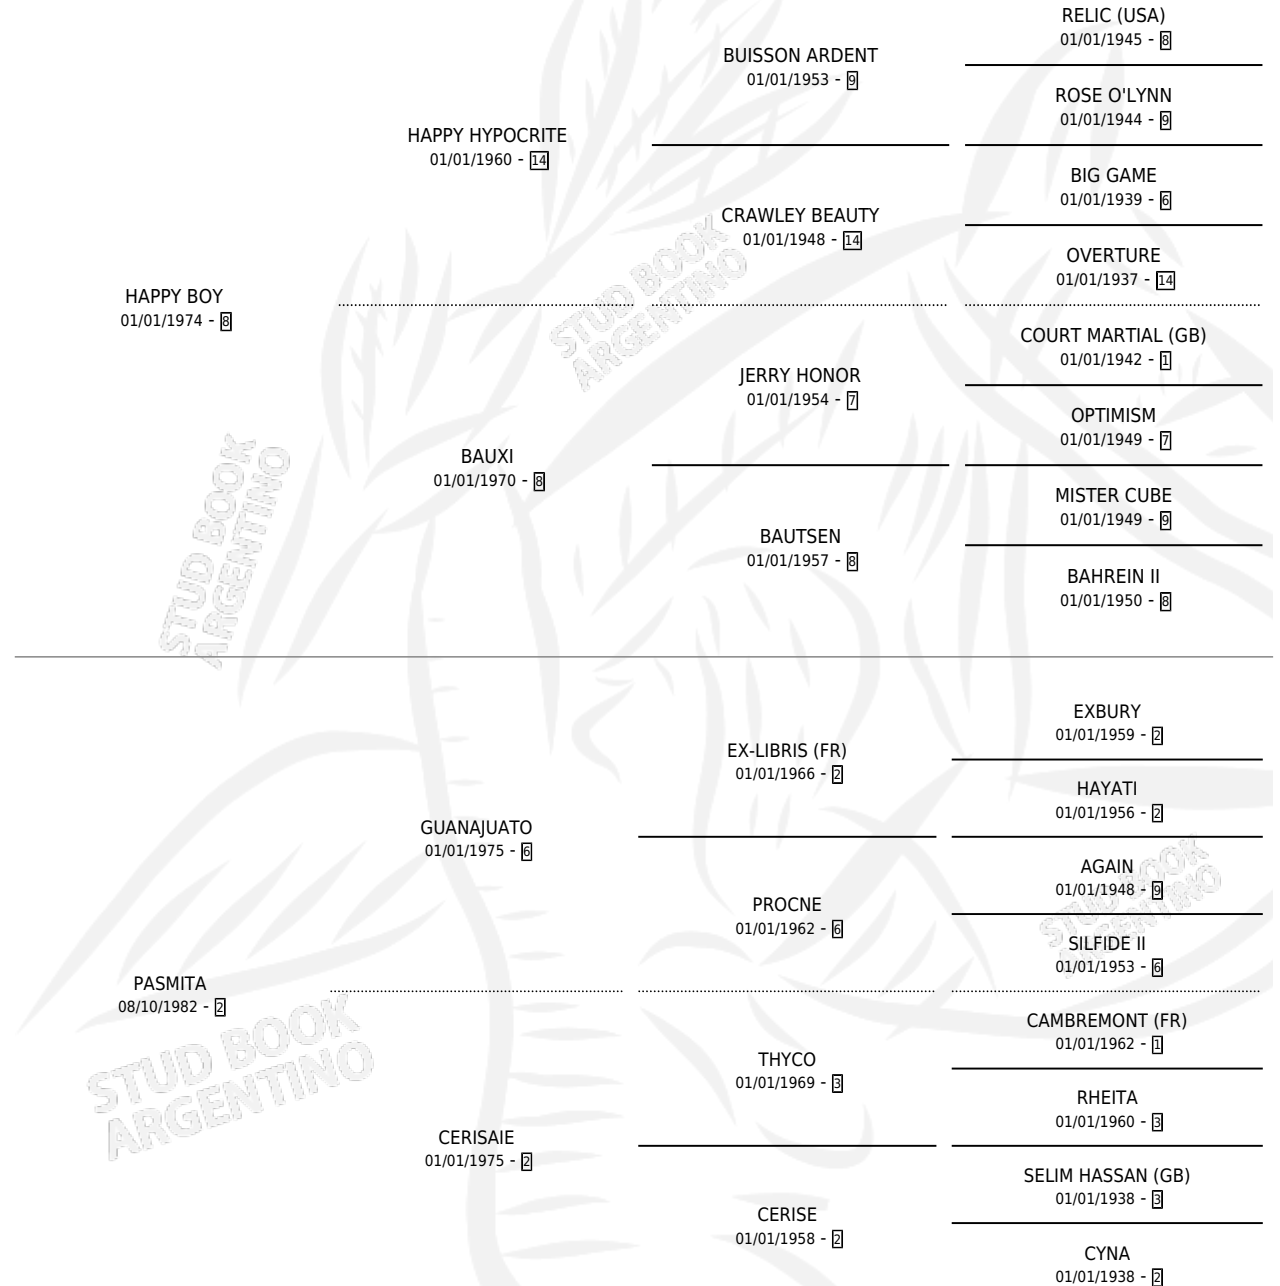 RELIC (USA)
01/01/1945 - 8
BUISSON ARDENT
01/01/1953 - 9
ROSE O'LYNN
01/01/1944 - 9
HAPPY HYPOCRITE
01/01/1960 - 14
BIG GAME
01/01/1939 - 6
CRAWLEY BEAUTY
01/01/1948 - 14
OVERTURE
01/01/1937 - 14
HAPPY BOY
01/01/1974 - 8
STUD BOOK
ARGENTINO
COURT MARTIAL (GB)
01/01/1942 - 1
JERRY HONOR
01/01/1954 - 7
OPTIMISM
01/01/1949 - 7
BAUXI
01/01/1970 - 8
MISTER CUBE
01/01/1949 - 9
BAUTSEN
01/01/1957 - 8
BAHREIN II
01/01/1950 - 8
STUD BOOK
ARGENTINO
EXBURY
01/01/1959 - 2
EX-LIBRIS (FR)
01/01/1966 - 2
HAYATI
01/01/1956 - 2
GUANAJUATO
01/01/1975 - 6
AGAIN
01/01/1948 - 9
PROCNE
01/01/1962 - 6
SILFIDE II
01/01/1953 - 6
STUD BOOK
ARGENTINO
PASMITA
08/10/1982 - 2
CAMBREMONT (FR)
01/01/1962 - 1
THYCO
01/01/1969 - 3
RHEITA
01/01/1960 - 3
STUD BOOK
ARGENTINO
CERISAIE
01/01/1975 - 2
SELIM HASSAN (GB)
01/01/1938 - 3
CERISE
01/01/1958 - 2
CYNA
01/01/1938 - 2